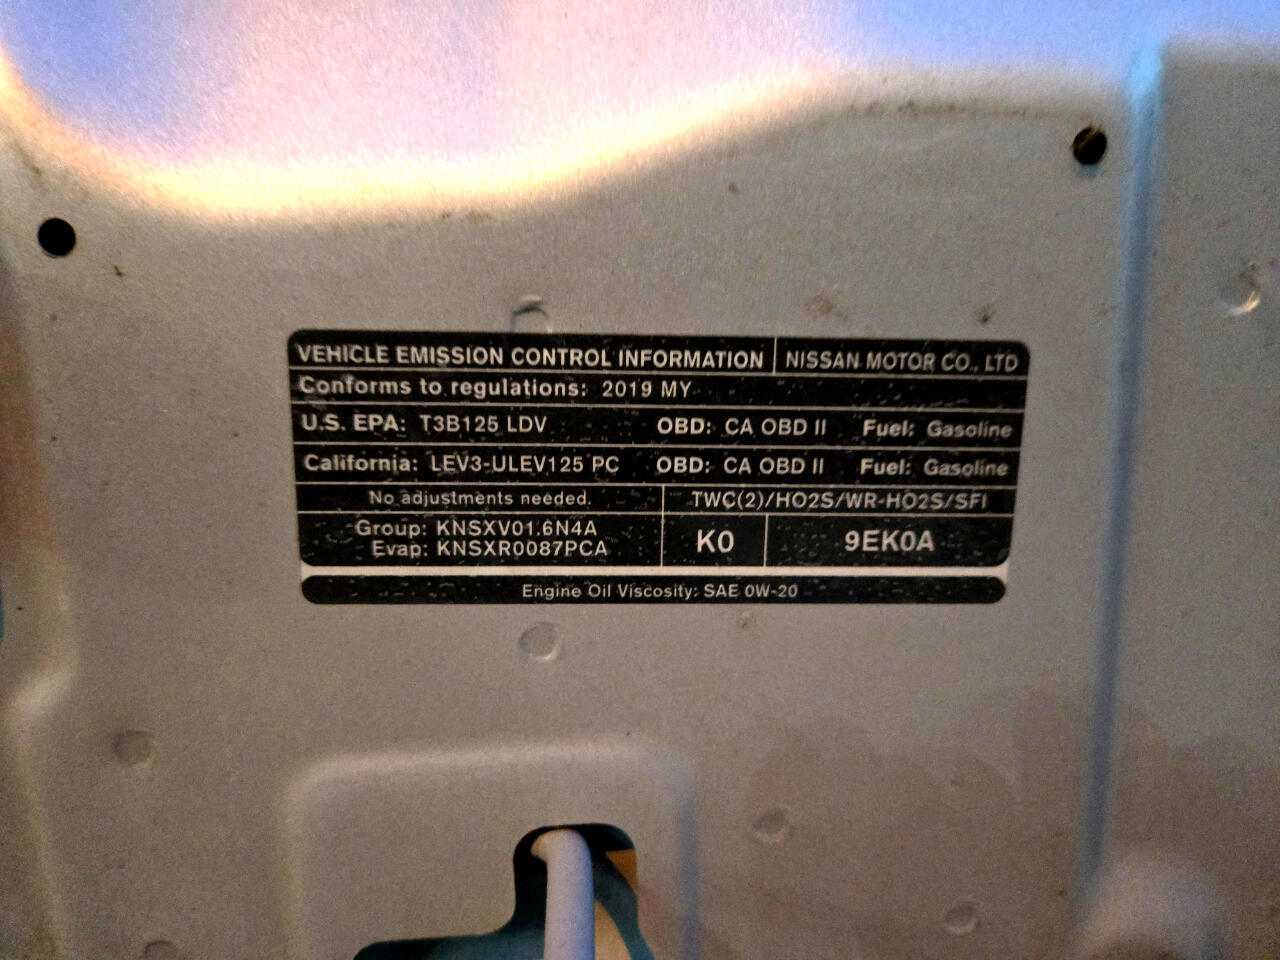 VEHICLE EMISSION CONTROL INFORMATION NISSAN MOTOR CO., LTD
Conforms to regulations: 2019 MY
U.S. EPA: T3B125 LDV OBD: CA OBD II Fuel: Gasoline
California: LEV3-ULEV125 PC OBD: CA OBD II Fuel: Gasoline
No adjustments needed. TWC(2)/HO2S/WR-HO2S/SFI
Group: KNSXV01.6N4A
Evap: KNSXR0087PCA
K0 9EK0A
Engine Oil Viscosity: SAE 0W-20